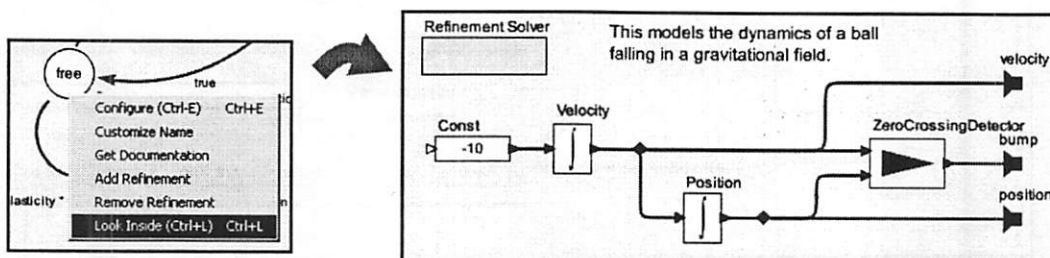 free
true
Configure (Ctrl-E) Ctrl+E
Customize Name
Get Documentation
Add Refinement
Remove Refinement
Look Inside (Ctrl+L) Ctrl+L
lasticity *
Refinement Solver
This models the dynamics of a ball
falling in a gravitational field.
velocity
Const
-10
Velocity
∫
ZeroCrossingDetector
bump
Position
∫
position